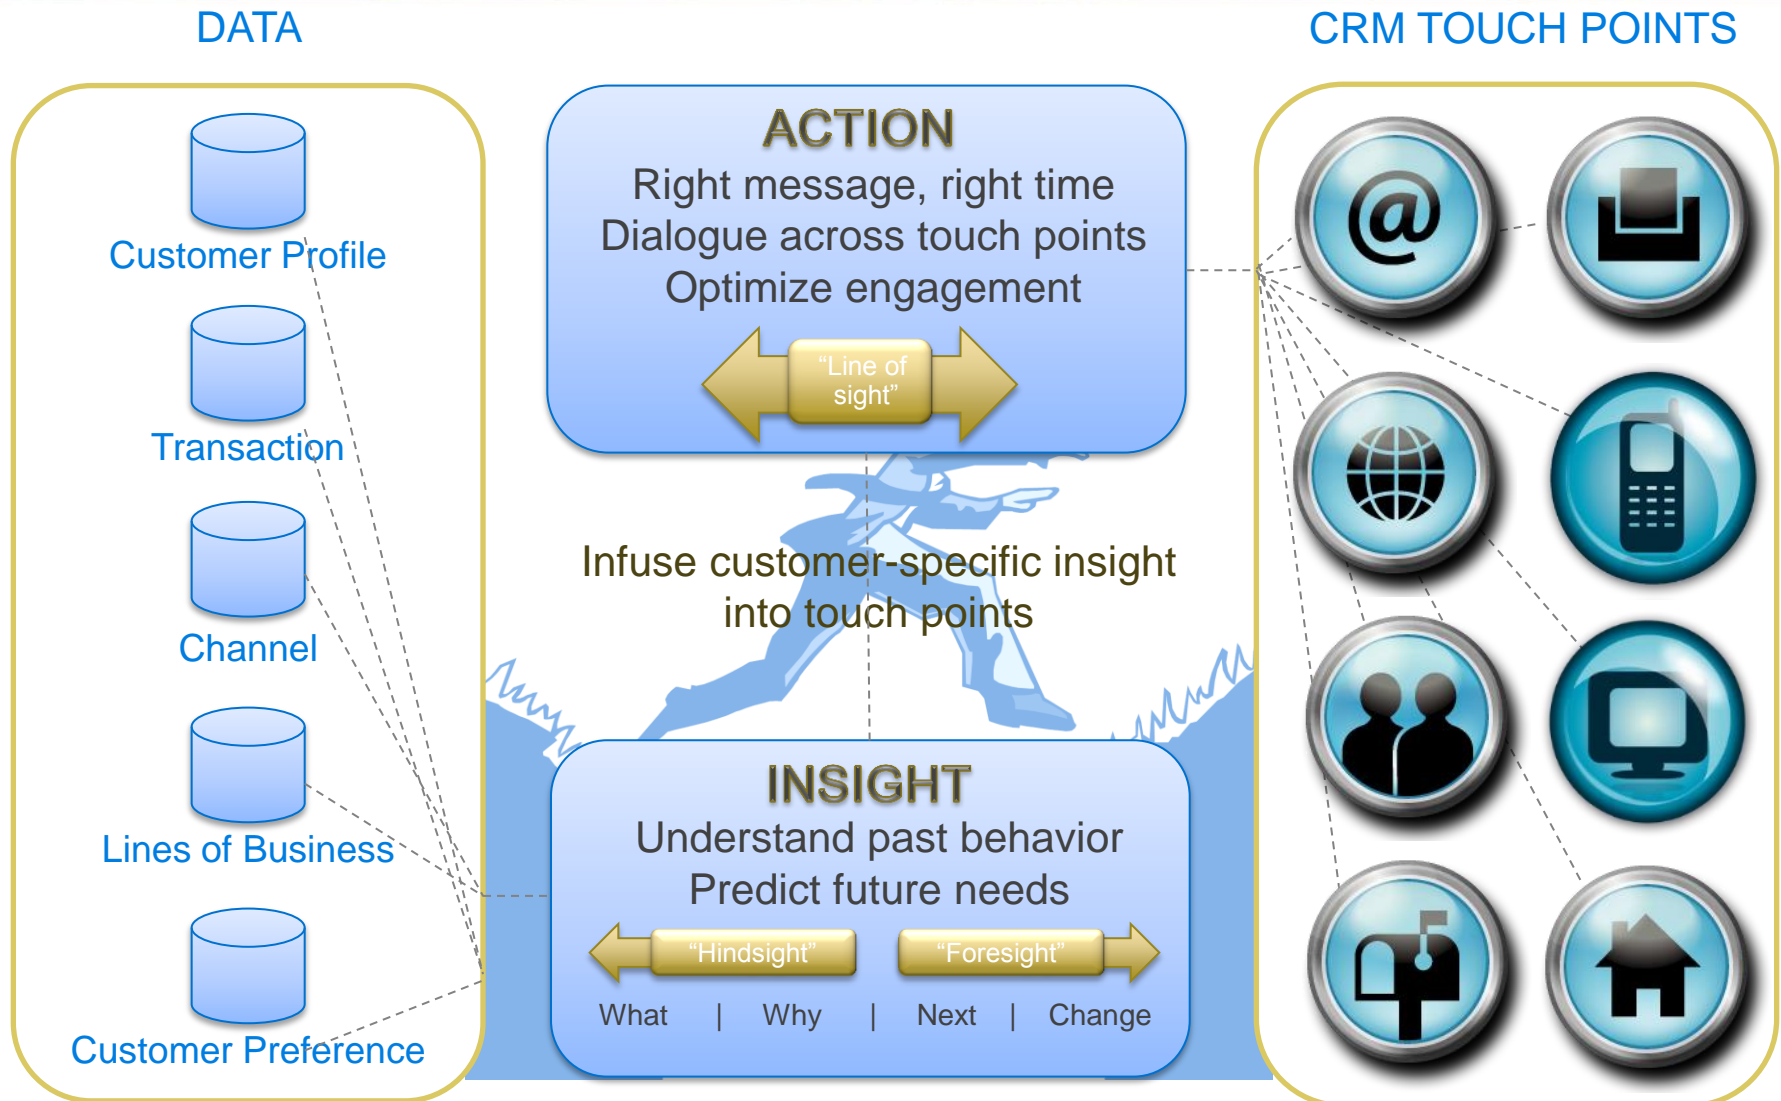 DATA
Customer Profile
Transaction
Channel
Lines of Business
Customer Preference
ACTION
Right message, right time
Dialogue across touch points
Optimize engagement
“Line of
sight”
Infuse customer-specific insight
into touch points
INSIGHT
Understand past behavior
Predict future needs
“Hindsight” “Foresight”
What | Why | Next | Change
CRM TOUCH POINTS
@